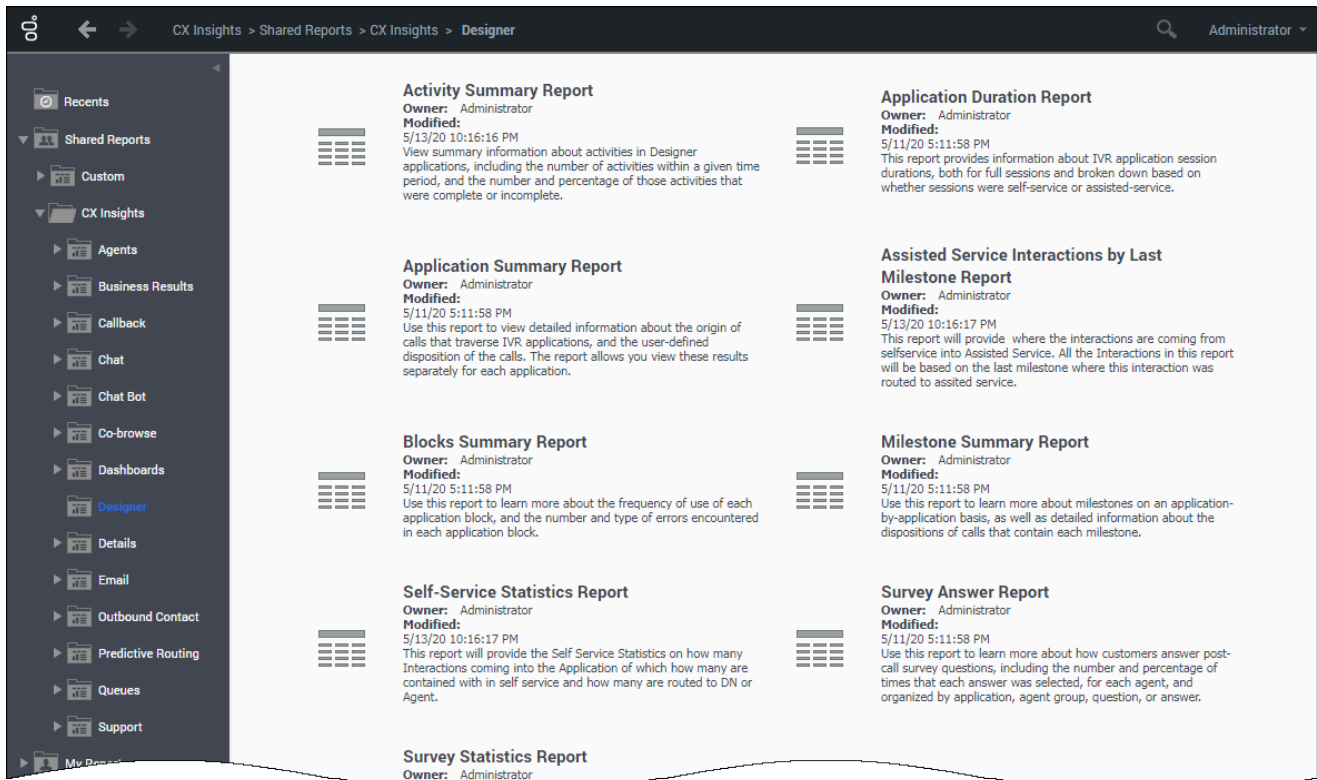 CX Insights > Shared Reports > CX Insights > Designer
Administrator
Recents
Shared Reports
Custom
CX Insights
Agents
Business Results
Callback
Chat
Chat Bot
Co-browse
Dashboards
Designer
Details
Email
Outbound Contact
Predictive Routing
Queues
Support
My
Activity Summary Report
Owner: Administrator
Modified:
5/13/20 10:16:16 PM
View summary information about activities in Designer
applications, including the number of activities within a given time
period, and the number and percentage of those activities that
were complete or incomplete.
Application Duration Report
Owner: Administrator
Modified:
5/11/20 5:11:58 PM
This report provides information about IVR application session
durations, both for full sessions and broken down based on
whether sessions were self-service or assisted-service.
Application Summary Report
Owner: Administrator
Modified:
5/11/20 5:11:58 PM
Use this report to view detailed information about the origin of
calls that traverse IVR applications, and the user-defined
disposition of the calls. The report allows you view these results
separately for each application.
Assisted Service Interactions by Last
Milestone Report
Owner: Administrator
Modified:
5/13/20 10:16:17 PM
This report will provide where the interactions are coming from
selfservice into Assisted Service. All the Interactions in this report
will be based on the last milestone where this interaction was
routed to assited service.
Blocks Summary Report
Owner: Administrator
Modified:
5/11/20 5:11:58 PM
Use this report to learn more about the frequency of use of each
application block, and the number and type of errors encountered
in each application block.
Milestone Summary Report
Owner: Administrator
Modified:
5/11/20 5:11:58 PM
Use this report to learn more about milestones on an application-
by-application basis, as well as detailed information about the
dispositions of calls that contain each milestone.
Self-Service Statistics Report
Owner: Administrator
Modified:
5/13/20 10:16:17 PM
This report will provide the Self Service Statistics on how many
Interactions coming into the Application of which how many are
contained with in self service and how many are routed to DN or
Agent.
Survey Answer Report
Owner: Administrator
Modified:
5/11/20 5:11:58 PM
Use this report to learn more about how customers answer post-
call survey questions, including the number and percentage of
times that each answer was selected, for each agent, and
organized by application, agent group, question, or answer.
Survey Statistics Report
Owner: Administrator